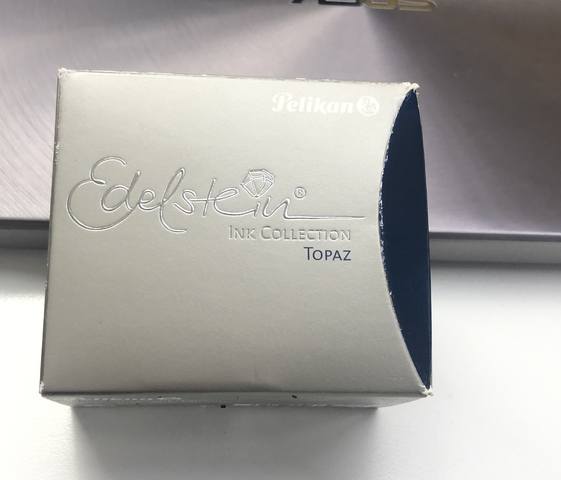 Pelikan
Edelstein®
INK COLLECTION
TOPAZ